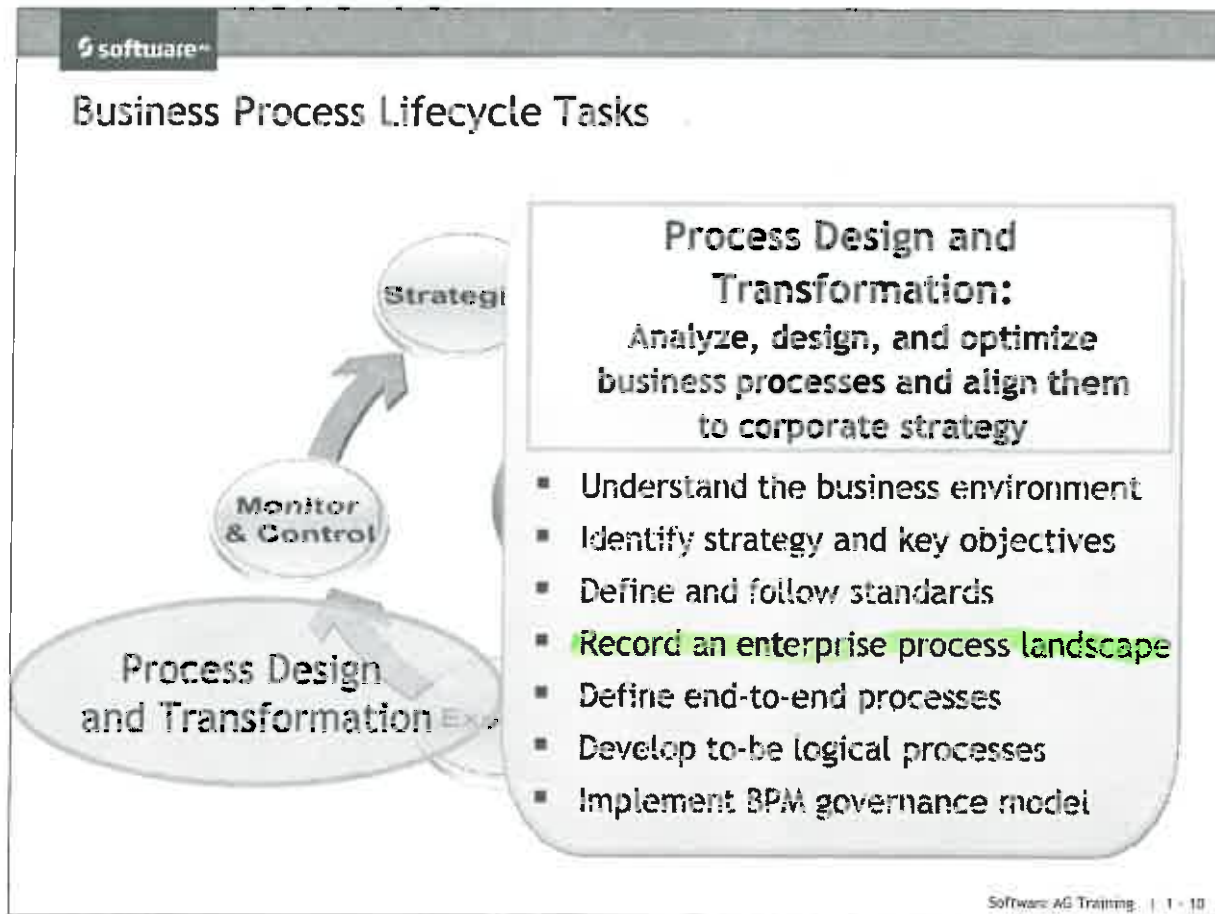 software
Business Process Lifecycle Tasks
Strategi
Monitor
& Control
Process Design
and Transformation
Process Design and
Transformation:
Analyze, design, and optimize
business processes and align them
to corporate strategy
▪ Understand the business environment
▪ Identify strategy and key objectives
▪ Define and follow standards
▪ Record an enterprise process landscape
▪ Define end-to-end processes
▪ Develop to-be logical processes
▪ Implement BPM governance model
Software AG Training | 1 - 10